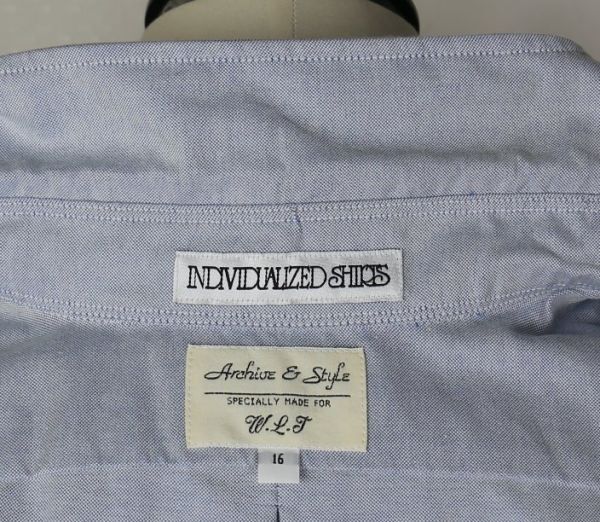 INDIVIDUALIZED SHIRTS
Archive & Style
SPECIALLY MADE FOR
W.L.T
16